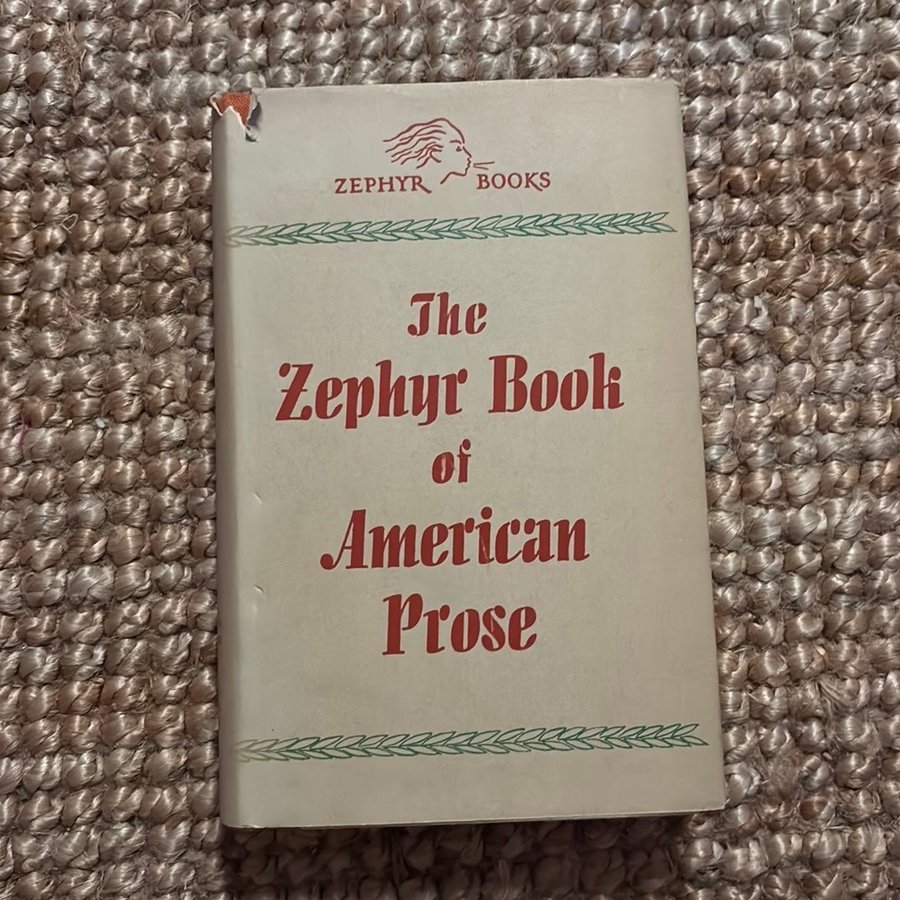 ZEPHYR BOOKS
The
Zephyr Book
of
American
Prose